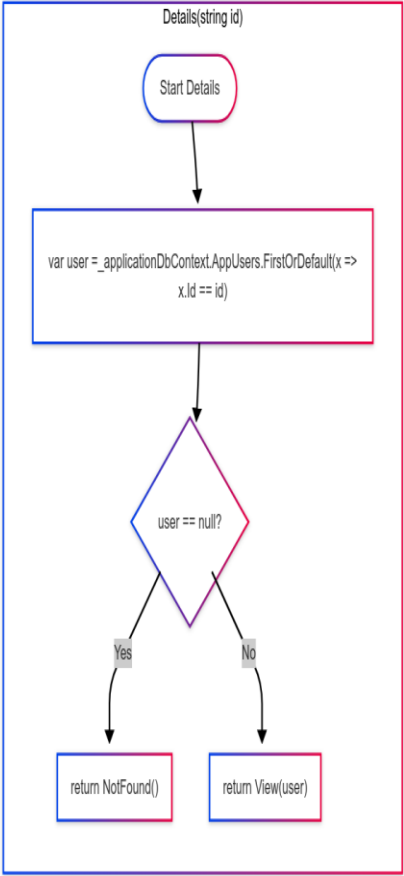 Details(string id)
Start Details
var user =_applicationDbContext.AppUsers.FirstOrDefault(x =>
x.Id == id)
user == null?
Yes
No
return NotFound()
return View(user)